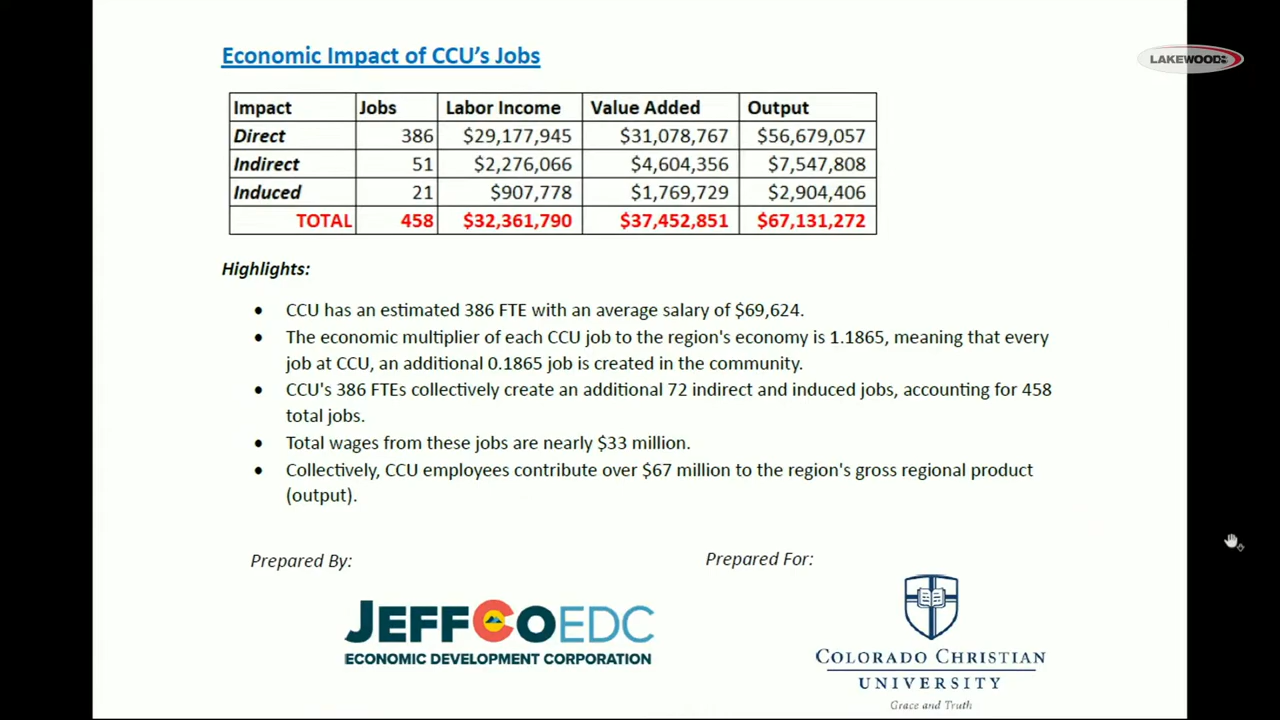 Economic Impact of CCU's Jobs
LAKEWOOD
Impact Jobs Labor Income Value Added Output
Direct 386 $29,177,945 $31,078,767 $56,679,057
Indirect 51 $2,276,066 $4,604,356 $7,547,808
Induced 21 $907,778 $1,769,729 $2,904,406
TOTAL 458 $32,361,790 $37,452,851 $67,131,272
Highlights:
• CCU has an estimated 386 FTE with an average salary of $69,624.
• The economic multiplier of each CCU job to the region's economy is 1.1865, meaning that every
job at CCU, an additional 0.1865 job is created in the community.
• CCU's 386 FTEs collectively create an additional 72 indirect and induced jobs, accounting for 458
total jobs.
• Total wages from these jobs are nearly $33 million.
• Collectively, CCU employees contribute over $67 million to the region's gross regional product
(output).
Prepared By:
Prepared For:
JEFFCO EDC
ECONOMIC DEVELOPMENT CORPORATION
COLORADO CHRISTIAN
UNIVERSITY
Grace and Truth